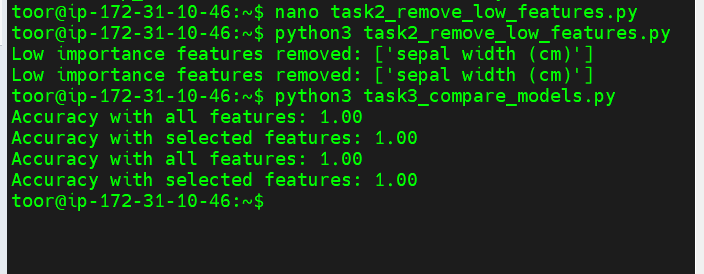 toor@ip-172-31-10-46:~$ nano task2_remove_low_features.py
toor@ip-172-31-10-46:~$ python3 task2_remove_low_features.py
Low importance features removed: ['sepal width (cm)']
Low importance features removed: ['sepal width (cm)']
toor@ip-172-31-10-46:~$ python3 task3_compare_models.py
Accuracy with all features: 1.00
Accuracy with selected features: 1.00
Accuracy with all features: 1.00
Accuracy with selected features: 1.00
toor@ip-172-31-10-46:~$